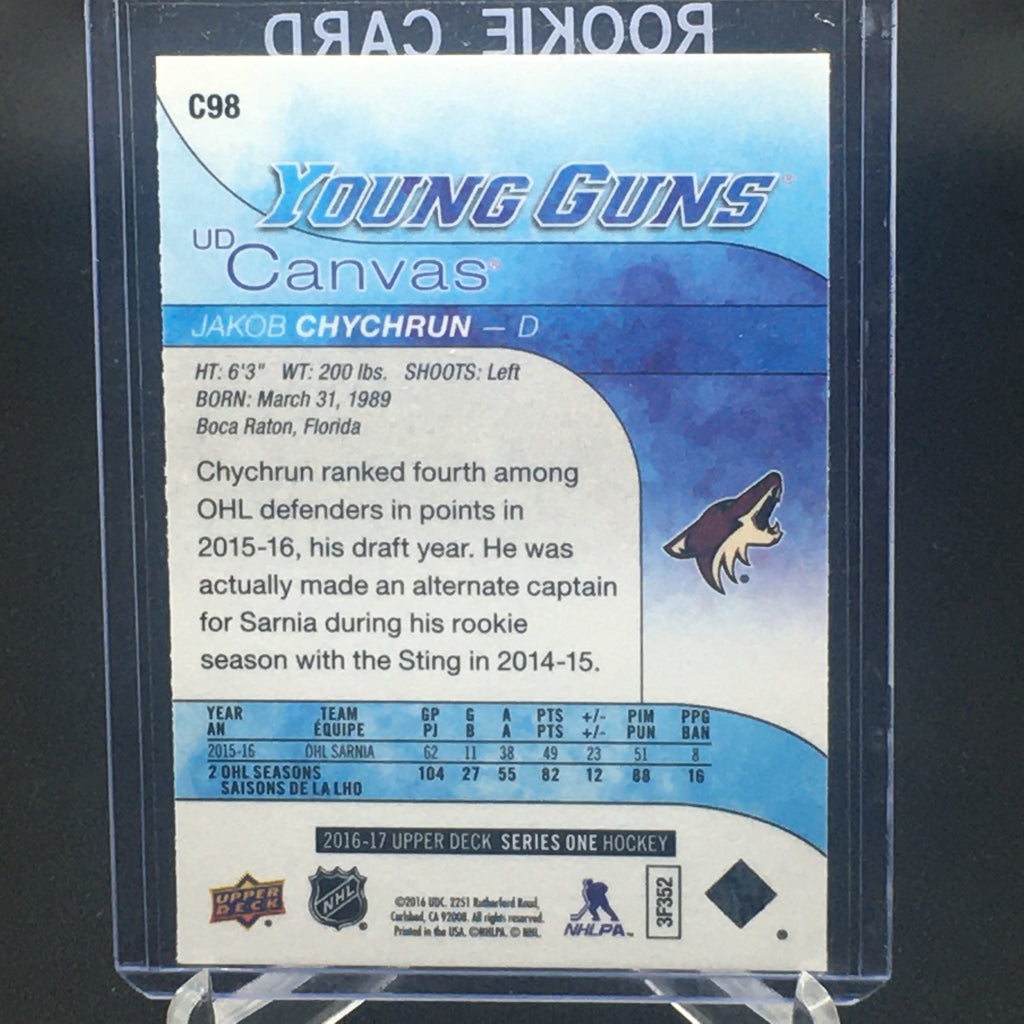 ROOKIE CARD
C98
YOUNG GUNS®
UD Canvas®
JAKOB CHYCHRUN – D
HT: 6'3" WT: 200 lbs. SHOOTS: Left
BORN: March 31, 1989
Boca Raton, Florida
Chychrun ranked fourth among
OHL defenders in points in
2015-16, his draft year. He was
actually made an alternate captain
for Sarnia during his rookie
season with the Sting in 2014-15.
YEAR TEAM GP G A PTS +/- PIM PPG
AN ÉQUIPE PJ B A PTS +/- PUN BAN
2015-16 OHL SARNIA 62 11 38 49 23 51 8
2 OHL SEASONS 104 27 55 82 12 88 16
SAISONS DE LA LHO
2016-17 UPPER DECK SERIES ONE HOCKEY
UPPER DECK
NHL
©2016 UDC. 2251 Rutherford Road,
Carlsbad, CA 92008. All rights reserved.
Printed in the USA. ©NHLPA. © NHL.
NHLPA™
3F352